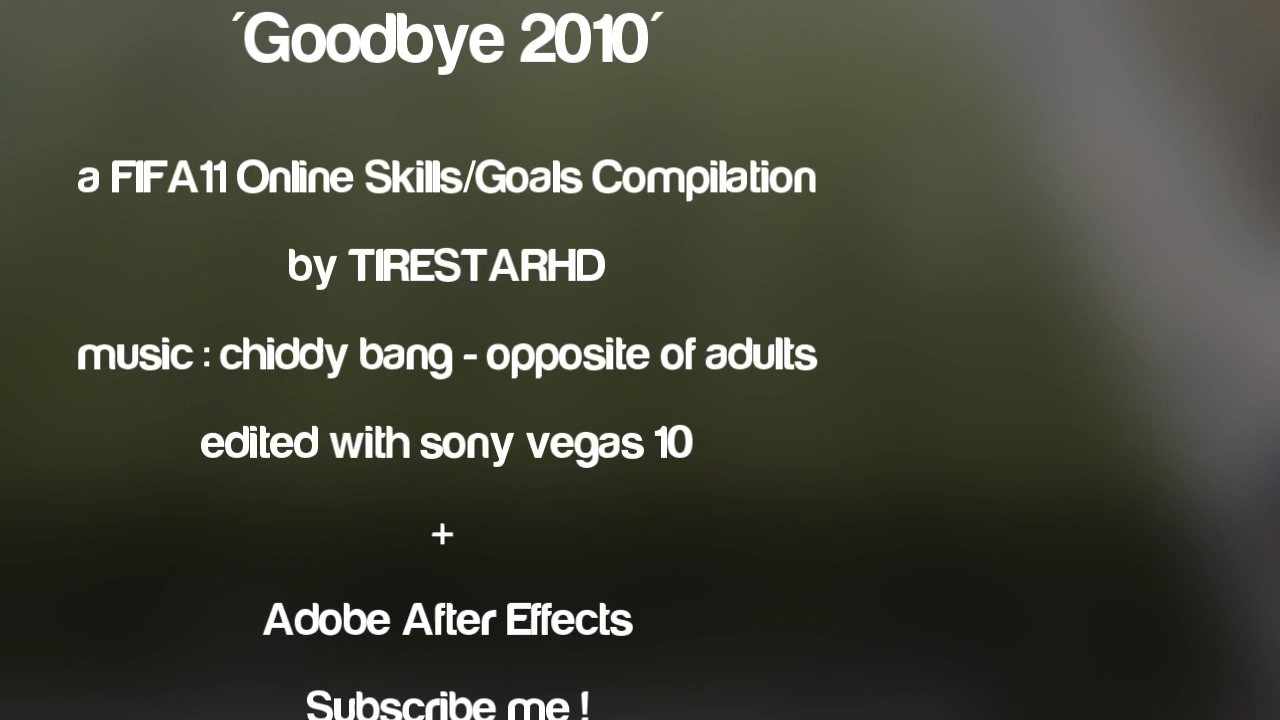 ´Goodbye 2010´
a FIFA11 Online Skills/Goals Compilation
by TIRESTARHD
music : chiddy bang - opposite of adults
edited with sony vegas 10
+
Adobe After Effects
Subscribe me !